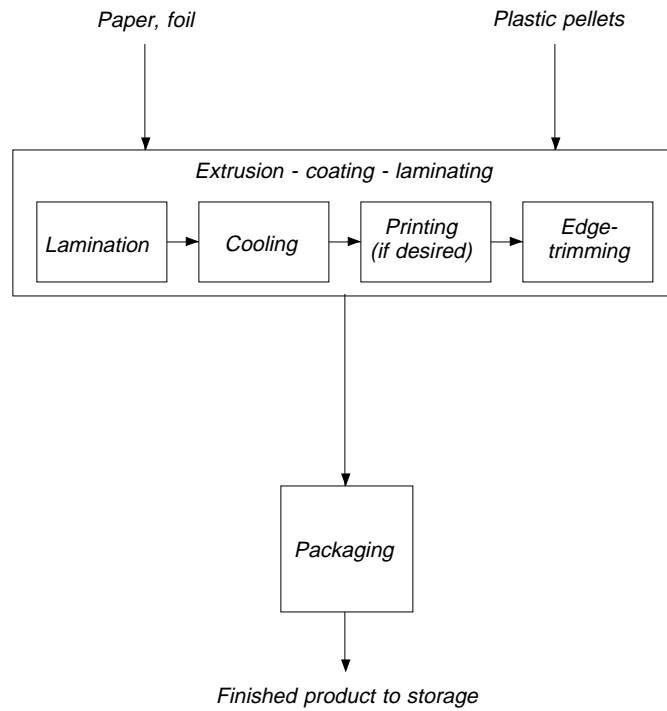 Paper, foil
Plastic pellets
Extrusion - coating - laminating
Lamination
Cooling
Printing
(if desired)
Edge-
trimming
Packaging
Finished product to storage